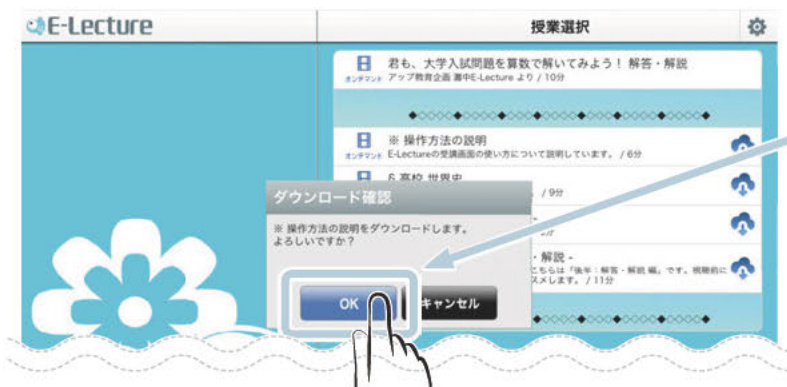 E-Lecture
授業選択
君も、大学入試問題を算数で解いてみよう! 解答・解説
オンデマンド アップ教育企画 灘中E-Lecture より / 10分
◆◇◇◇◇◆◇◇◇◇◆◇◇◇◇◆◇◇◇◇◆◇◇◇◇◆◇◇◇◇◆
※ 操作方法の説明
オンデマンド E-Lectureの受講画面の使い方について説明しています。 / 6分
高校 世界史
/ 9分
ダウンロード確認
※ 操作方法の説明をダウンロードします。
よろしいですか?
・解説 -
こちらは「後半:解答・解説 編」です。視聴前に
スメします。 / 11分
OK
キャンセル
◆◇◇◇◇◆◇◇◇◆◇◇◇◇◆◇◇◇◇◆